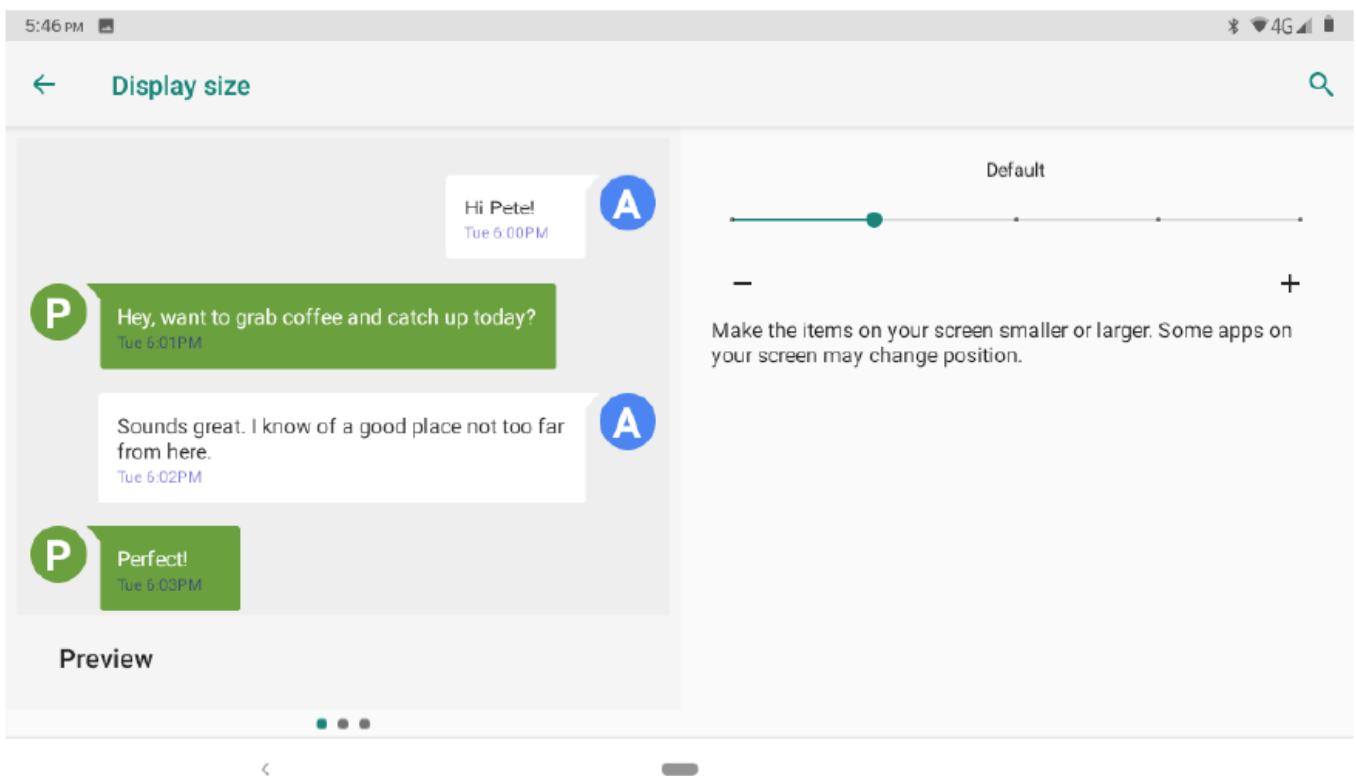 5:46 PM
4G
Display size
Hi Pete!
Tue 6:00PM
A
P
Hey, want to grab coffee and catch up today?
Tue 6:01PM
Sounds great. I know of a good place not too far
from here.
Tue 6:02PM
A
P
Perfect!
Tue 6:03PM
Preview
Default
Make the items on your screen smaller or larger. Some apps on
your screen may change position.